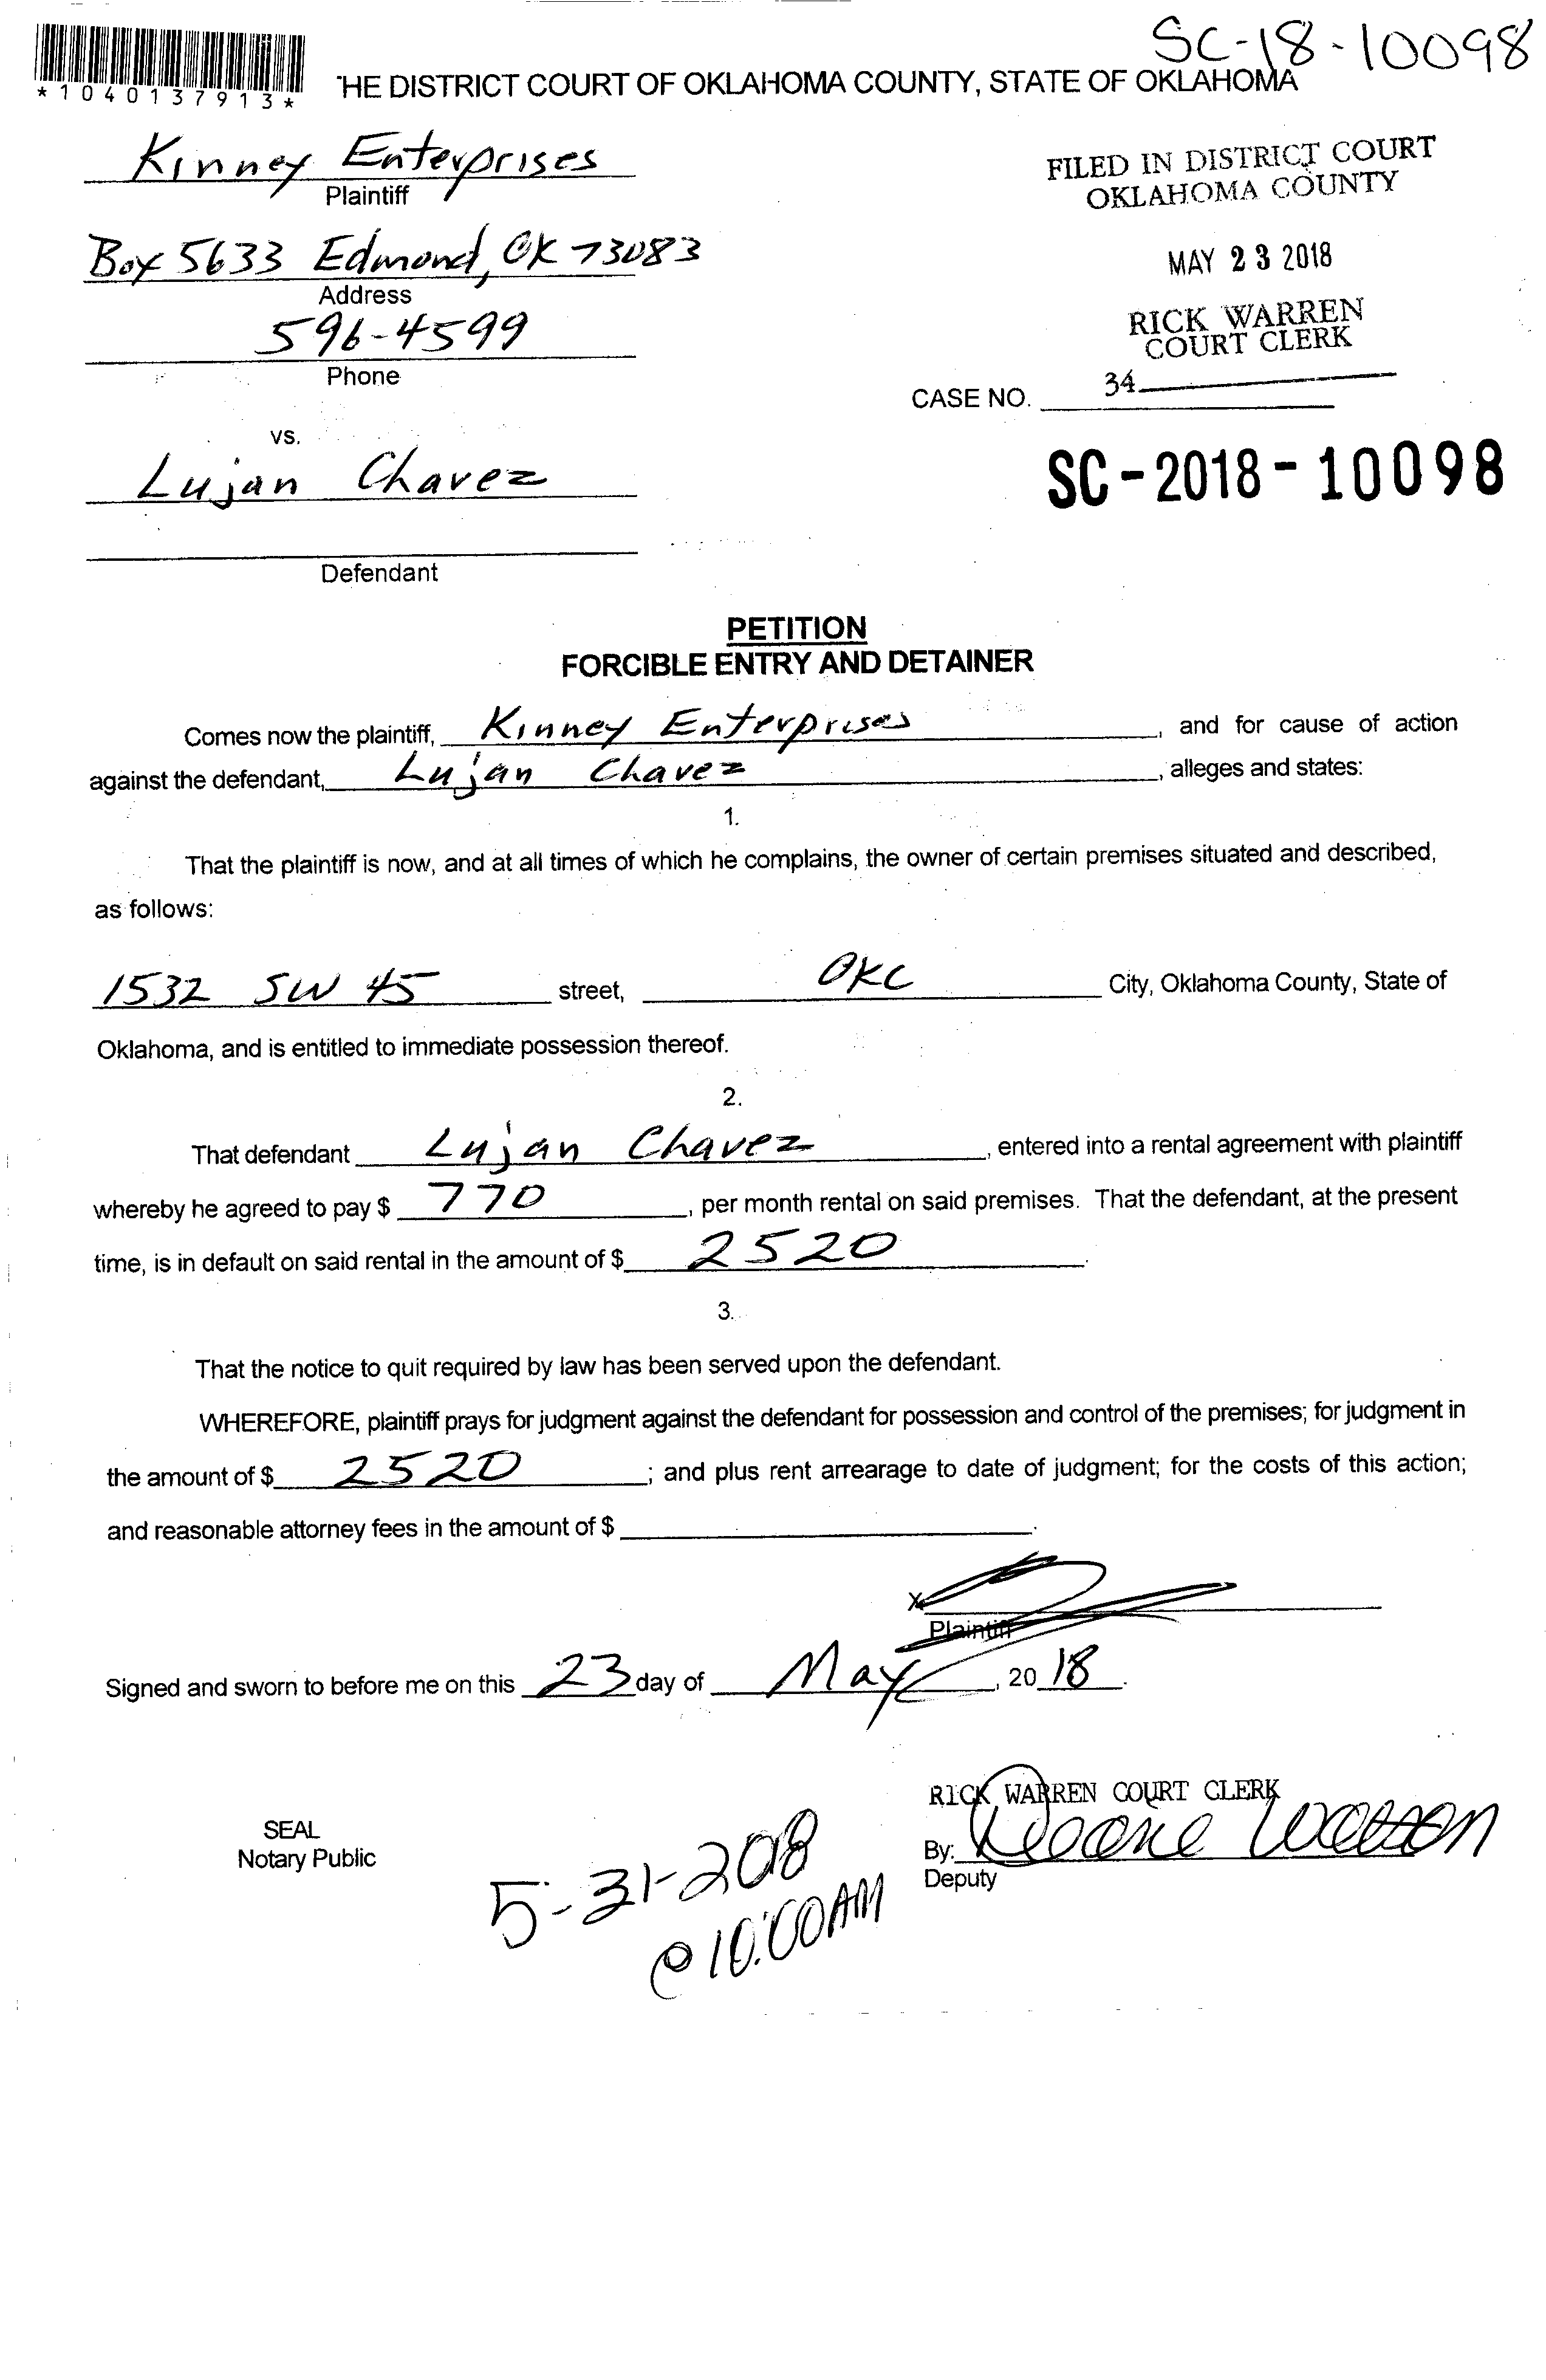 SC-18-10098
*1040137913*
HE DISTRICT COURT OF OKLAHOMA COUNTY, STATE OF OKLAHOMA
Kinney Enterprises
Plaintiff
FILED IN DISTRICT COURT
OKLAHOMA COUNTY
Box 5633 Edmond, OK 73083
Address
MAY 23 2018
596-4599
Phone
RICK WARREN
COURT CLERK
34
CASE NO.
vs.
Lujan Chavez
SC-2018-10098
Defendant
PETITION
FORCIBLE ENTRY AND DETAINER
Comes now the plaintiff, Kinney Enterprises, and for cause of action
against the defendant, Lujan Chavez, alleges and states:
1.
That the plaintiff is now, and at all times of which he complains, the owner of certain premises situated and described,
as follows:
1532 SW 45 street, OKC City, Oklahoma County, State of
Oklahoma, and is entitled to immediate possession thereof.
2.
That defendant Lujan Chavez, entered into a rental agreement with plaintiff
whereby he agreed to pay $ 770, per month rental on said premises. That the defendant, at the present
time, is in default on said rental in the amount of $ 2520.
3.
That the notice to quit required by law has been served upon the defendant.
WHEREFORE, plaintiff prays for judgment against the defendant for possession and control of the premises; for judgment in
the amount of $ 2520; and plus rent arrearage to date of judgment; for the costs of this action;
and reasonable attorney fees in the amount of $ .
X
Plaintiff
Signed and sworn to before me on this 23 day of May, 20 18.
RICK WARREN COURT CLERK
SEAL
Notary Public
By: Watson
Deputy
5-31-208
@ 10:00AM